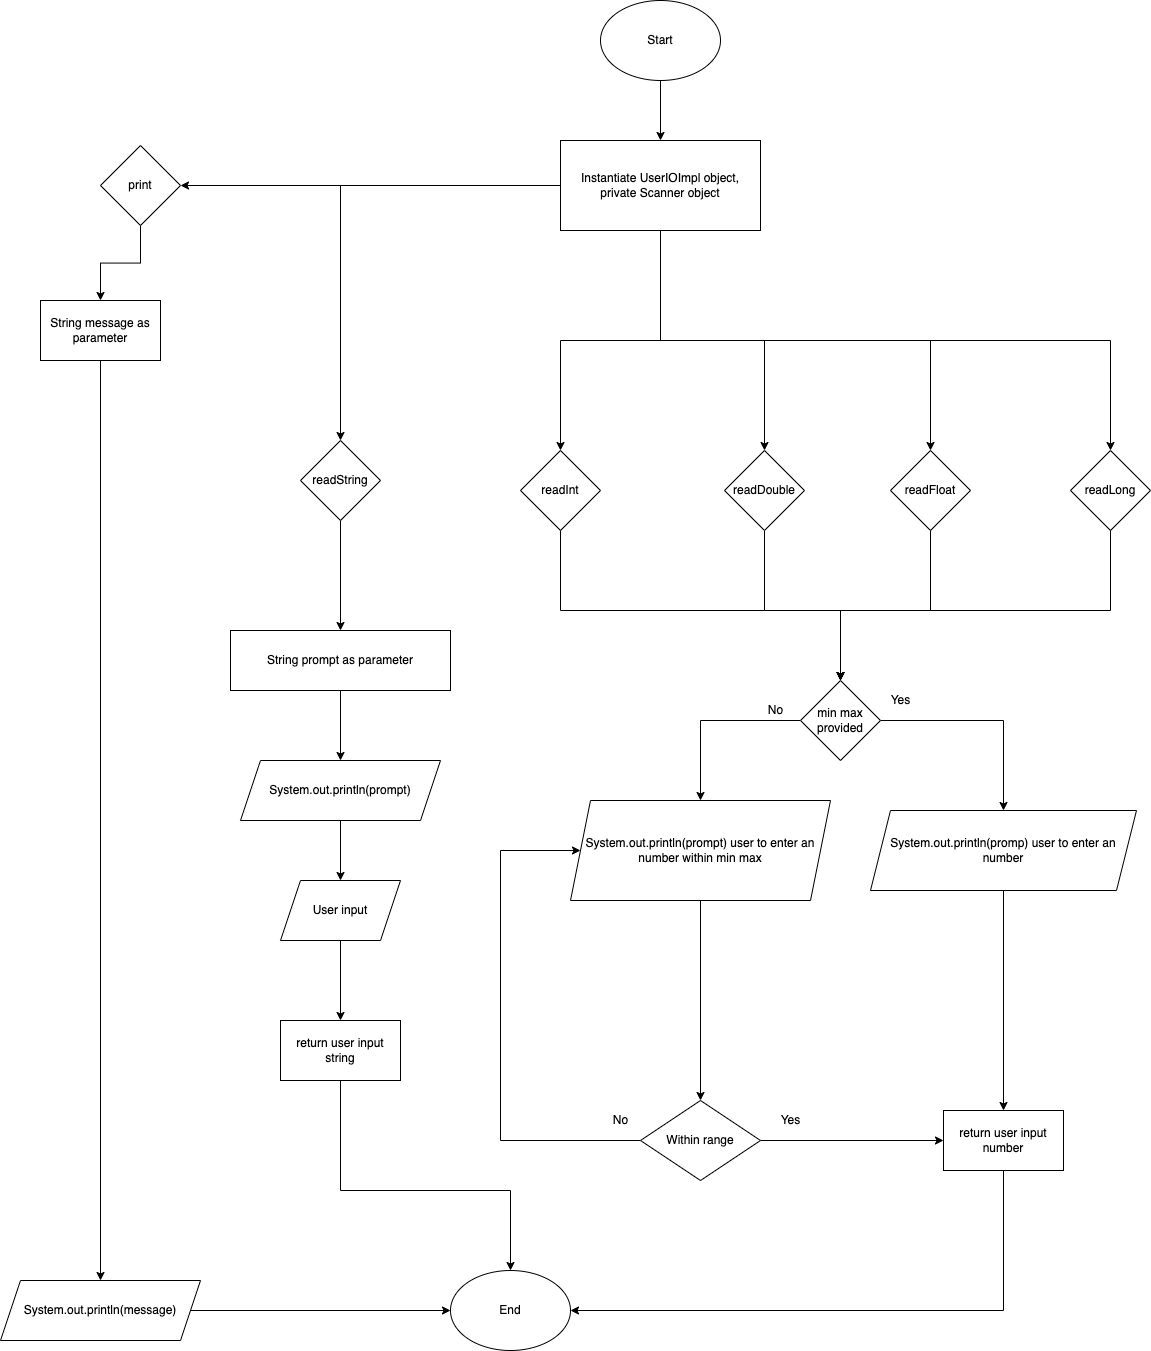 Start
Instantiate UserIOImpl object,
private Scanner object
print
String message as
parameter
readString
readInt
readDouble
readFloat
readLong
String prompt as parameter
min max
provided
No
Yes
System.out.println(prompt)
System.out.println(prompt) user to enter an
number within min max
System.out.println(promp) user to enter an
number
User input
return user input
string
No
Within range
Yes
return user input
number
System.out.println(message)
End